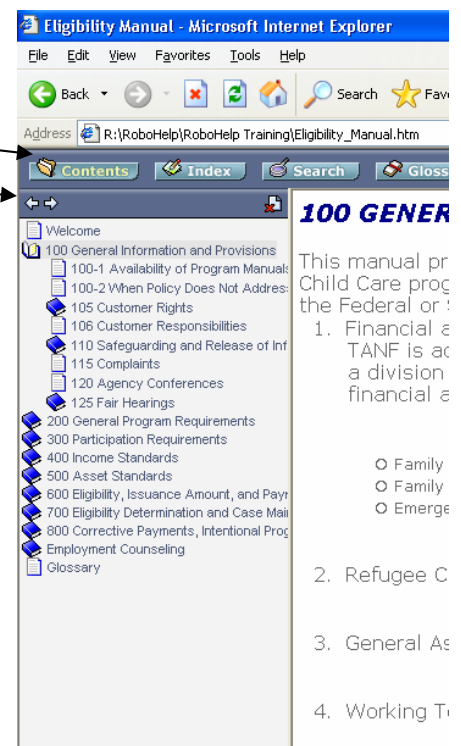 Eligibility Manual - Microsoft Internet Explorer
File Edit View Favorites Tools Help
Back Search Fav
Address R:\RoboHelp\RoboHelp Training\Eligibility_Manual.htm
Contents Index Search Gloss
Welcome
100 General Information and Provisions
100-1 Availability of Program Manuals
100-2 When Policy Does Not Addres
105 Customer Rights
106 Customer Responsibilities
110 Safeguarding and Release of Inf
115 Complaints
120 Agency Conferences
125 Fair Hearings
200 General Program Requirements
300 Participation Requirements
400 Income Standards
500 Asset Standards
600 Eligibility, Issuance Amount, and Payr
700 Eligibility Determination and Case Mai
800 Corrective Payments, Intentional Prog
Employment Counseling
Glossary
100 GENER
This manual pr
Child Care prog
the Federal or
1. Financial a
TANF is ac
a division
financial a
Family
Family
Emerge
2. Refugee C
3. General As
4. Working T